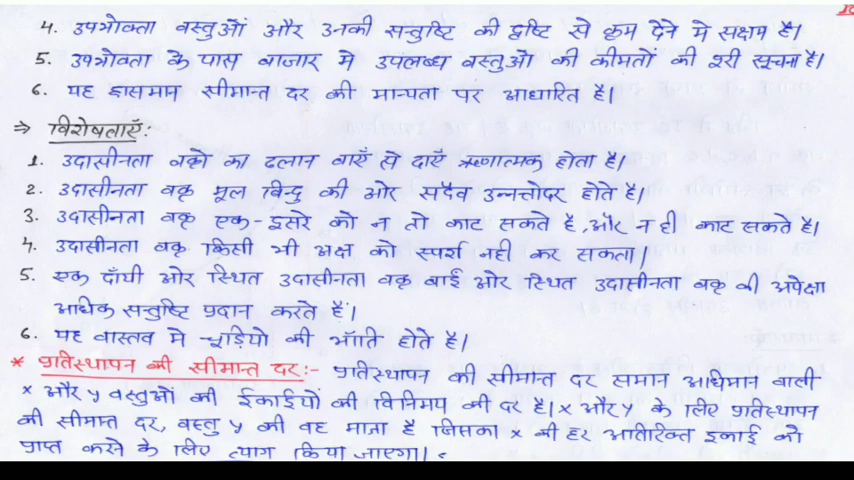 4. उपभोक्ता वस्तुओं और उनकी सन्तुष्टि की दृष्टि से क्रम देने मे सक्षम है।
5. उपभोक्ता के पास बाजार मे उपलब्ध वस्तुओ की कीमतों की पूरी सूचना है।
6. यह ह्रासमान सीमान्त दर की मान्यता पर आधारित है।
⇒ विशेषताएँ:
1. उदासीनता वक्रो का ढलान बाएँ से दाएँ ऋणात्मक होता है।
2. उदासीनता वक्र मूल बिन्दु की ओर सदैव उन्नत्तोदर होते है।
3. उदासीनता वक्र एक-दूसरे को न तो काट सकते है, और न ही काट सकते है।
4. उदासीनता वक्र किसी भी अक्ष को स्पर्श नही कर सकता।
5. एक दाँयी ओर स्थित उदासीनता वक्र बाई ओर स्थित उदासीनता वक्र की अपेक्षा
अधिक सन्तुष्टि प्रदान करते है।
6. यह वास्तव मे चूड़ियो की भाँति होते है।
* प्रतिस्थापन की सीमान्त दर:- प्रतिस्थापन की सीमान्त दर समान अधिमान वाली
x और y वस्तुओं की ईकाईयों की विनिमय की दर है। x और y के लिए प्रतिस्थापन
की सीमान्त दर, वस्तु y की वह मात्रा है जिसका x की हर अतिरिक्त इकाई को
प्राप्त करने के लिए त्याग किया जाएगा।